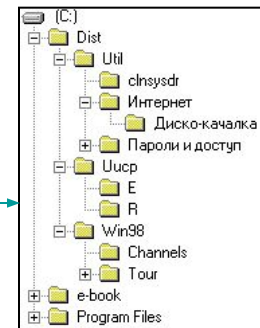 (C:)
Dist
Util
clnsysdr
Интернет
Диско-качалка
Пароли и доступ
Uucp
E
R
Win98
Channels
Tour
e-book
Program Files